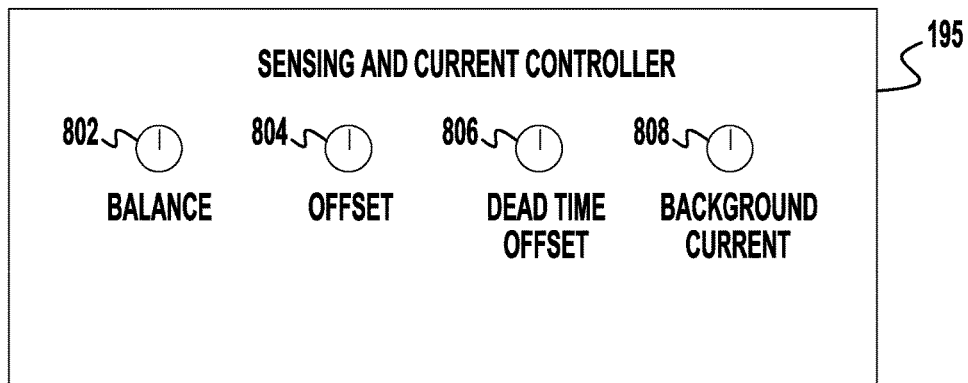 195
SENSING AND CURRENT CONTROLLER
802 804 806 808
BALANCE OFFSET DEAD TIME OFFSET BACKGROUND CURRENT